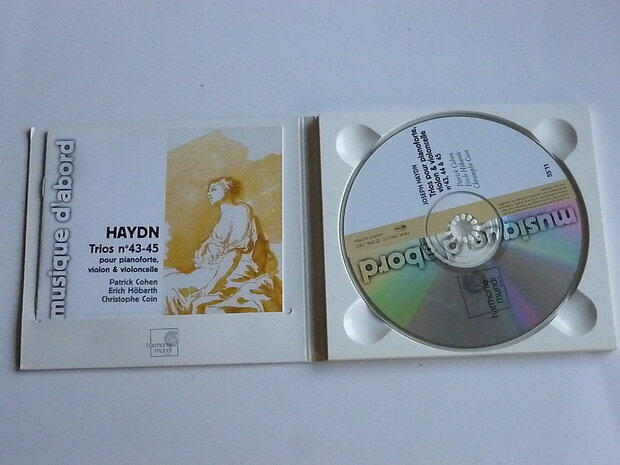 musique d'abord
HAYDN
Trios n°43-45
pour pianoforte,
violon & violoncelle
Patrick Cohen
Erich Höbarth
Christophe Coin
harmonia
mundi
JOSEPH HAYDN
Trios pour pianoforte,
violon & violoncelle
n°43, 44 & 45
Patrick Cohen
Erich Höbarth
Christophe Coin
55'11
musique d'abord
harmonia
mundi